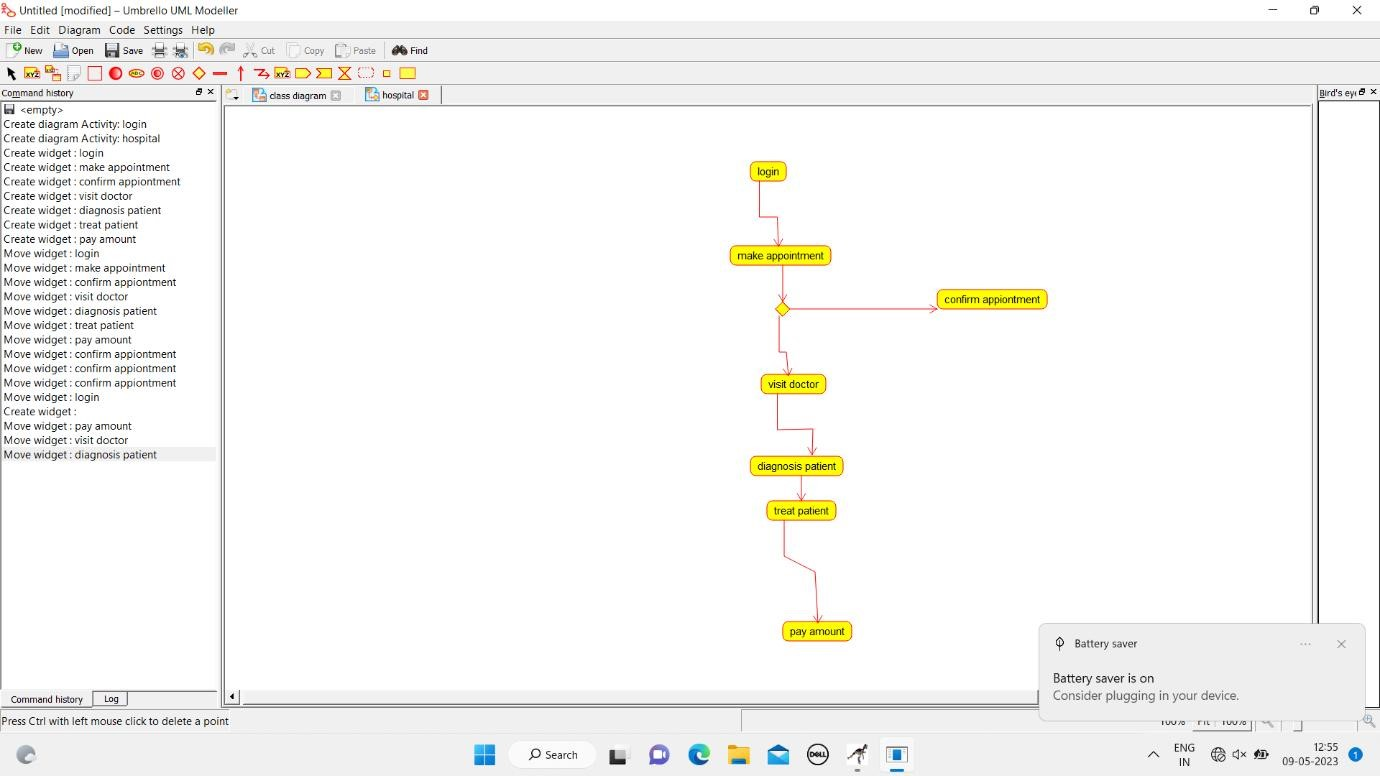 Untitled [modified] – Umbrello UML Modeller
File Edit Diagram Code Settings Help
New Open Save Cut Copy Paste Find
XYZ ABC XYZ
Command history
class diagram
hospital
Bird's eye
<empty>
Create diagram Activity: login
Create diagram Activity: hospital
Create widget : login
Create widget : make appointment
Create widget : confirm appiontment
Create widget : visit doctor
Create widget : diagnosis patient
Create widget : treat patient
Create widget : pay amount
Move widget : login
Move widget : make appointment
Move widget : confirm appiontment
Move widget : visit doctor
Move widget : diagnosis patient
Move widget : treat patient
Move widget : pay amount
Move widget : confirm appiontment
Move widget : confirm appiontment
Move widget : confirm appiontment
Move widget : login
Create widget :
Move widget : pay amount
Move widget : visit doctor
Move widget : diagnosis patient
login
make appointment
confirm appiontment
visit doctor
diagnosis patient
treat patient
pay amount
Battery saver
Battery saver is on
Consider plugging in your device.
Command history Log
Press Ctrl with left mouse click to delete a point
100% Fit 100%
Search
DELL
ENG
IN
12:55
09-05-2023
1